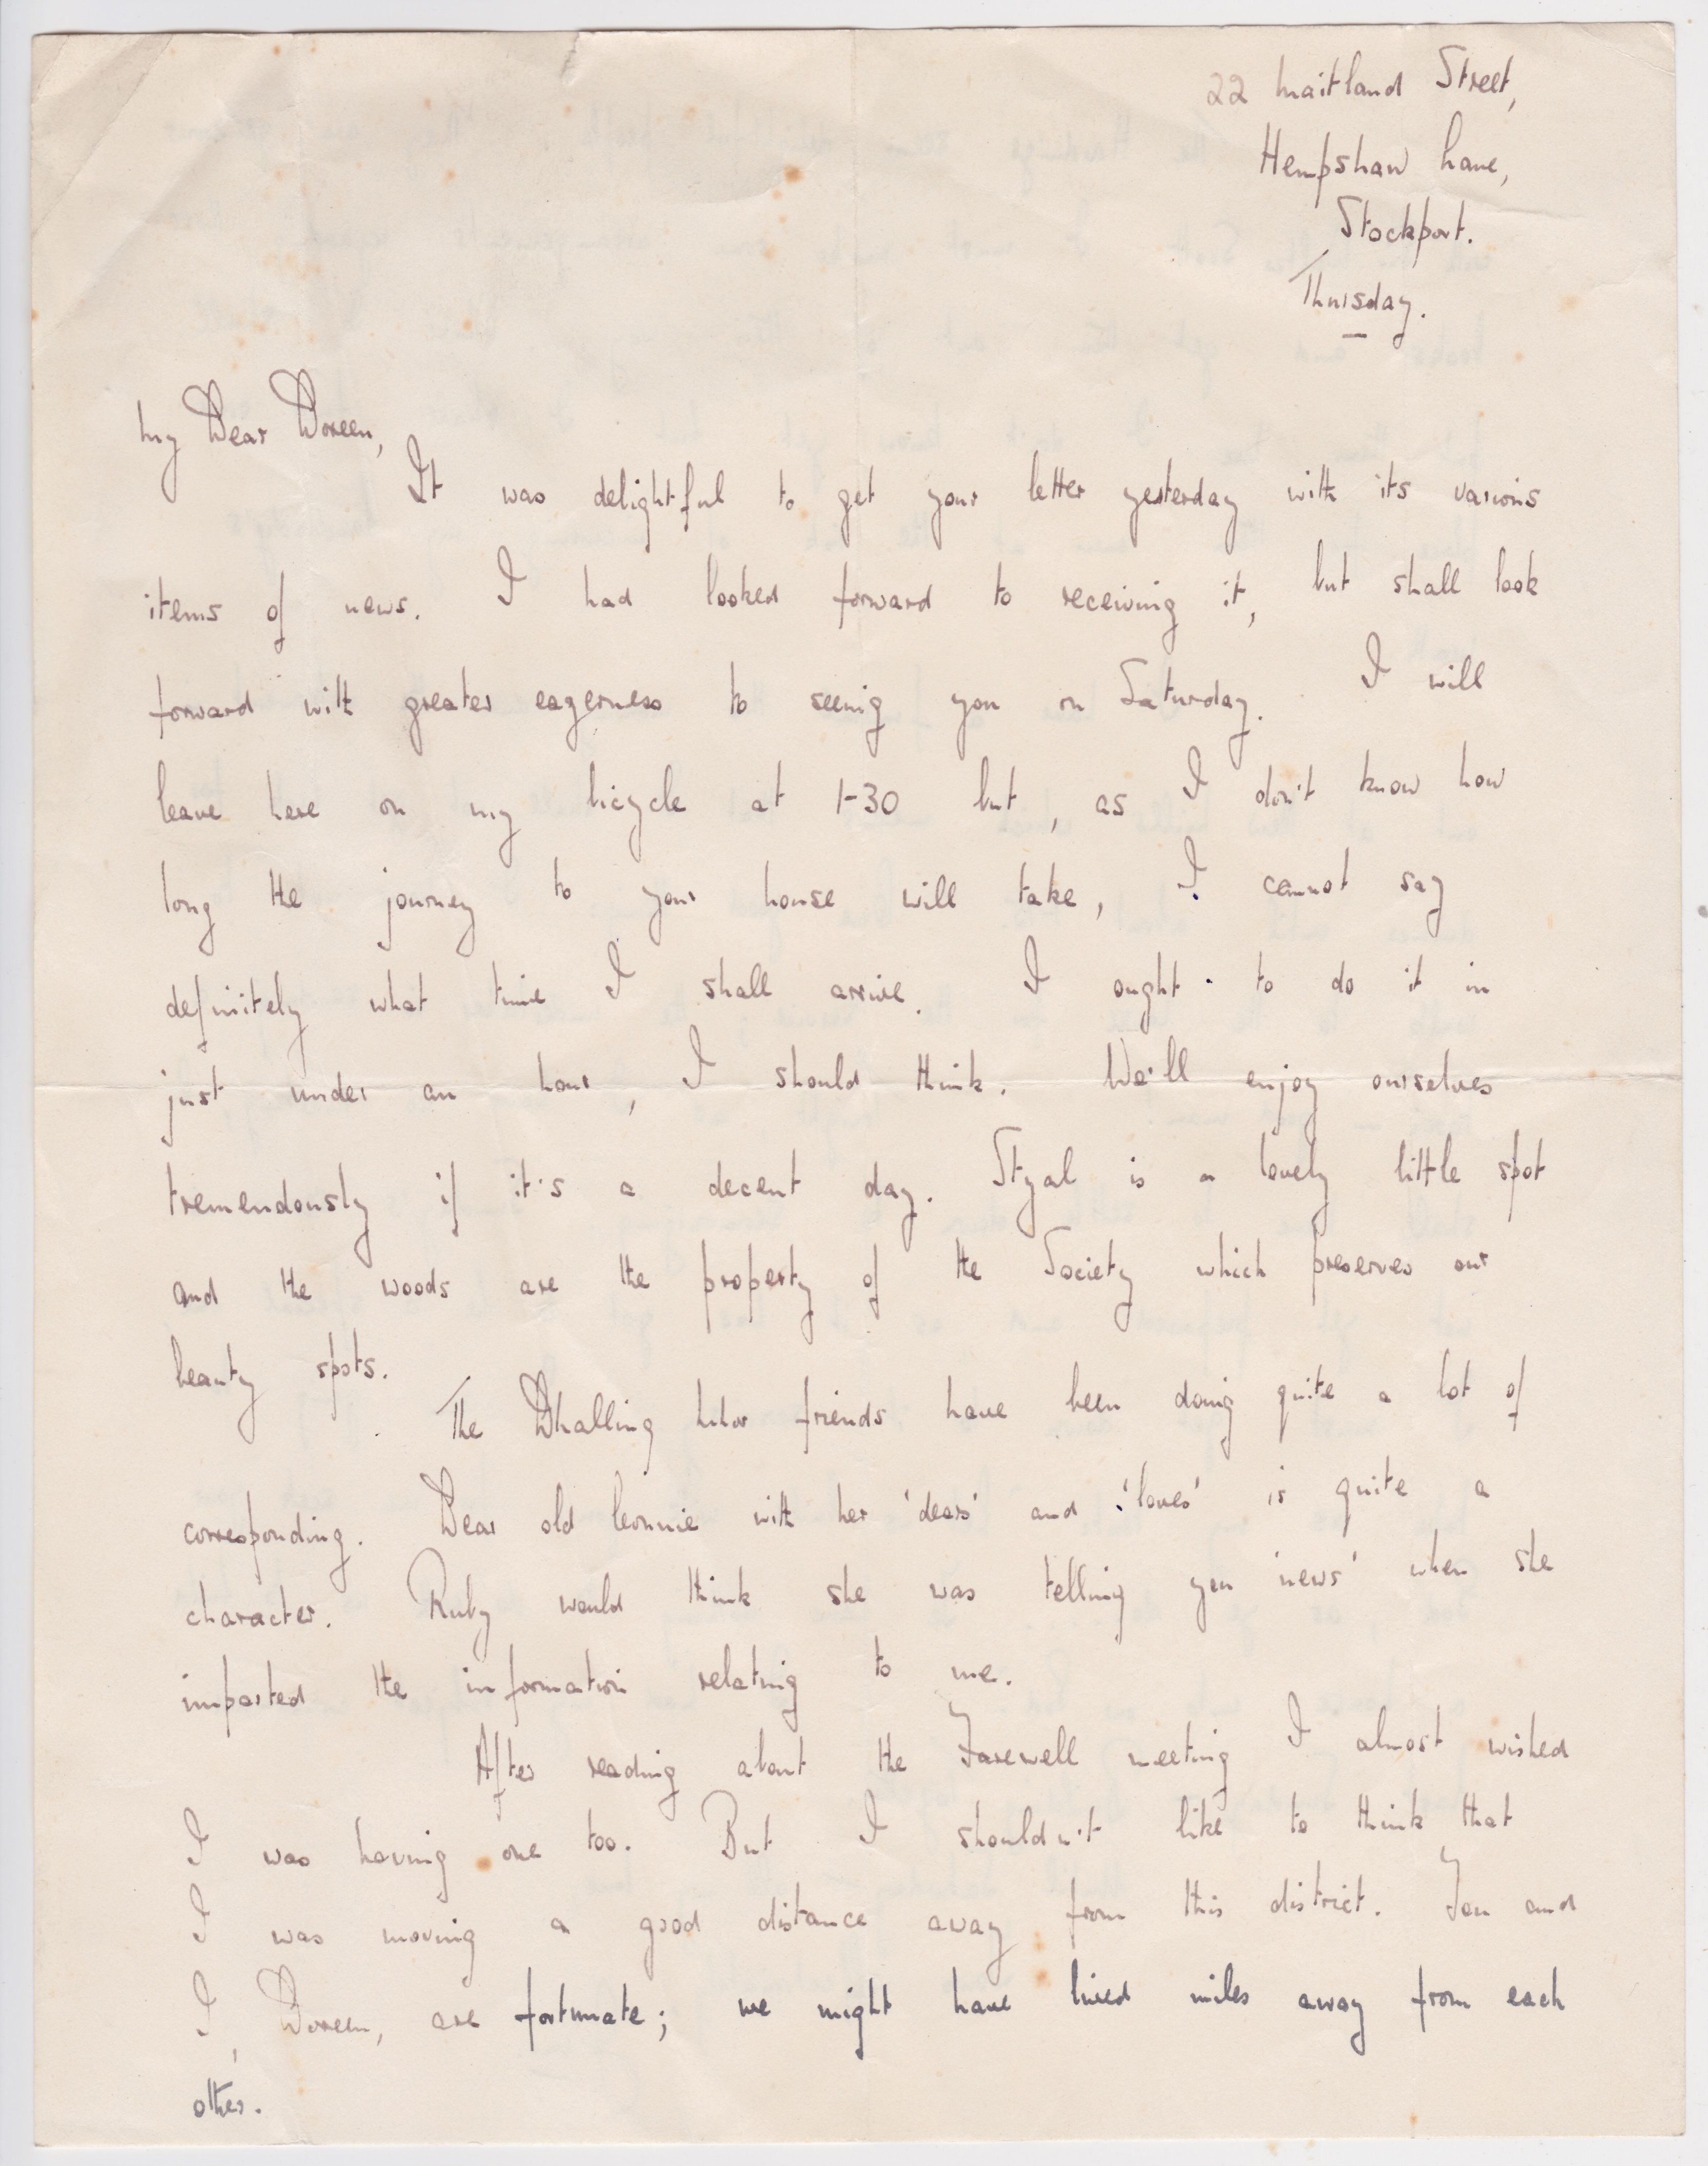 22 Maitland Street,
Hempshaw Lane,
Stockport.
Thursday.
My Dear Doreen,
It was delightful to get your letter yesterday with its various
items of news. I had looked forward to receiving it, but shall look
forward with greater eagerness to seeing you on Saturday. I will
leave here on my bicycle at 1-30 but, as I don't know how
long the journey to your house will take, I cannot say
definitely what time I shall arrive. I ought to do it in
just under an hour, I should think. We'll enjoy ourselves
tremendously if it's a decent day. Styal is a lovely little spot
and the woods are the property of the Society which preserves our
beauty spots.
The friends have been doing quite a lot of
corresponding. Dear old Connie with her 'dears' and 'loves' is quite a
character. Ruby would think she was telling you 'news' when she
imparted the information relating to me.
After reading about the Farewell meeting I almost wished
I was having one too. But I shouldn't like to think that
I was moving a good distance away from this district. You and
I, Doreen, are fortunate; we might have lived miles away from each
other.